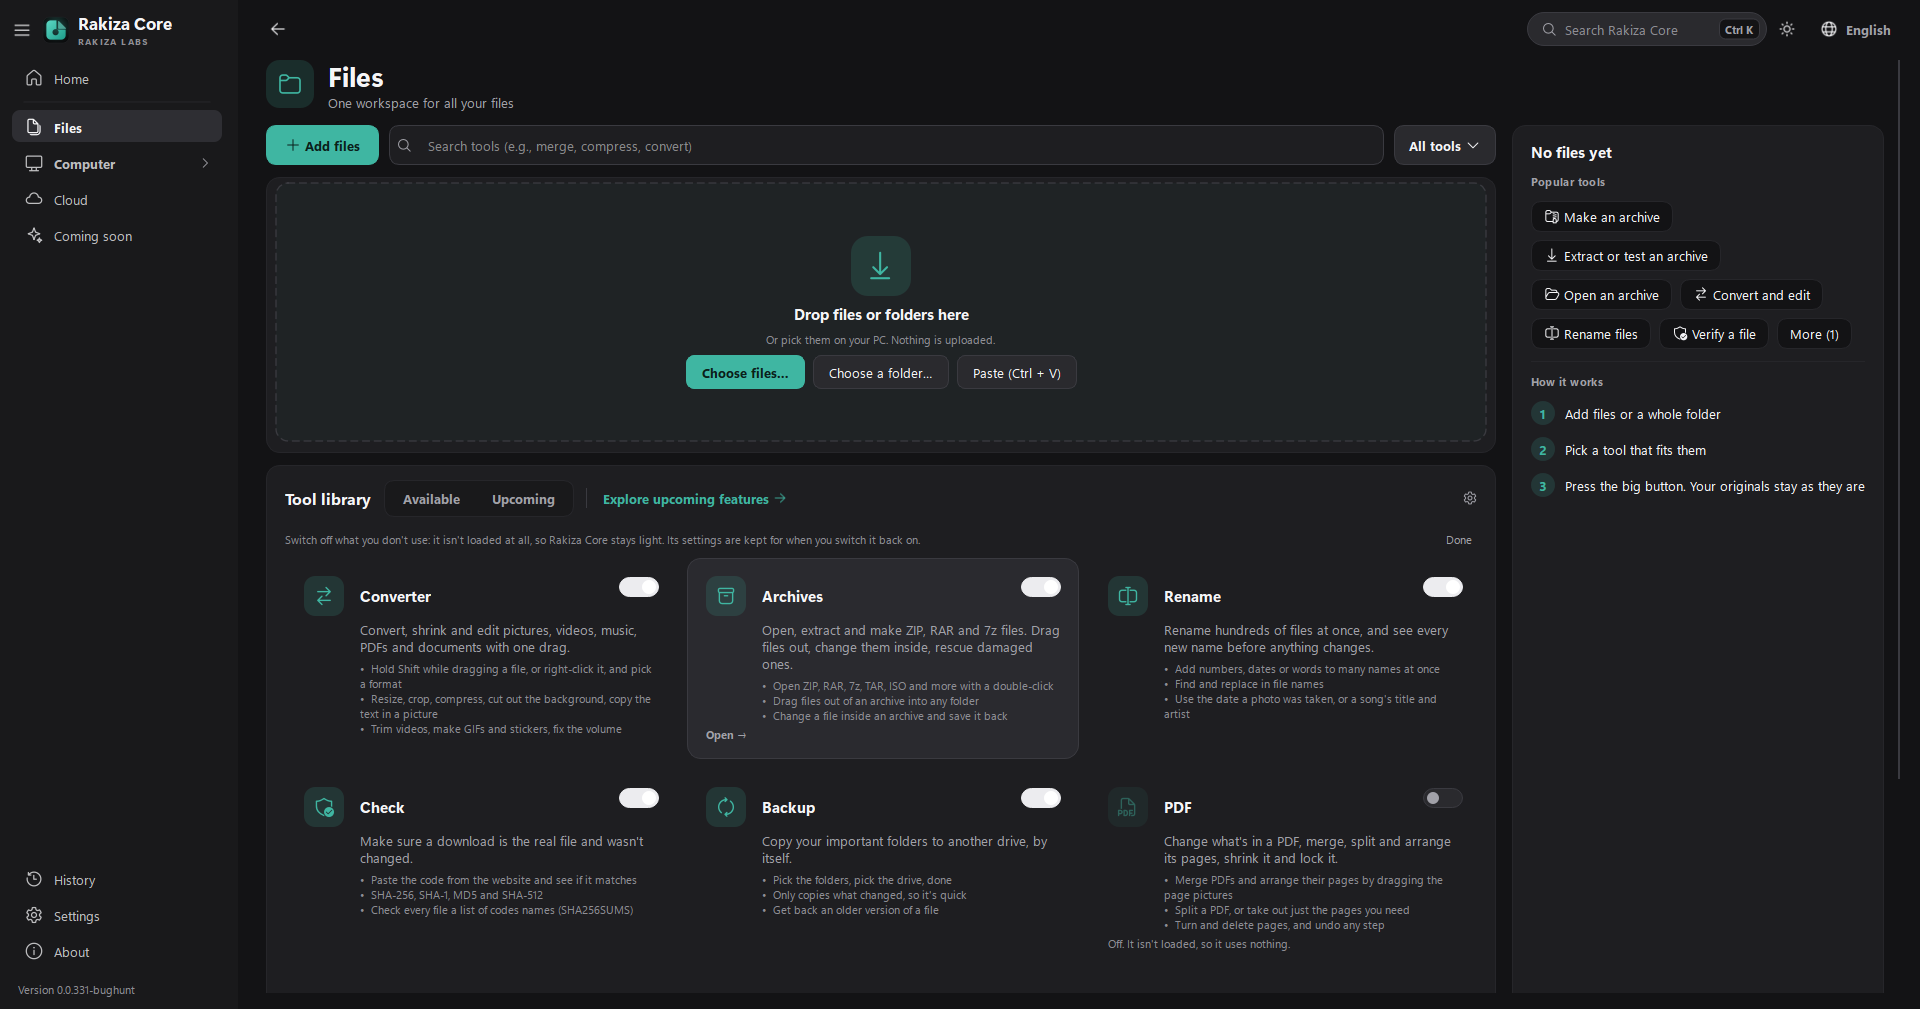 Rakiza Core
RAKIZA LABS
Home
Files
Computer
Cloud
Coming soon
History
Settings
About
Version 0.0.331-bughunt
Search Rakiza Core
Ctrl K
English
Files
One workspace for all your files
Add files
Search tools (e.g., merge, compress, convert)
All tools
Drop files or folders here
Or pick them on your PC. Nothing is uploaded.
Choose files...
Choose a folder...
Paste (Ctrl + V)
Tool library
Available
Upcoming
Explore upcoming features →
Switch off what you don't use: it isn't loaded at all, so Rakiza Core stays light. Its settings are kept for when you switch it back on.
Done
Converter
Convert, shrink and edit pictures, videos, music,
PDFs and documents with one drag.
• Hold Shift while dragging a file, or right-click it, and pick
a format
• Resize, crop, compress, cut out the background, copy the
text in a picture
• Trim videos, make GIFs and stickers, fix the volume
Archives
Open, extract and make ZIP, RAR and 7z files. Drag
files out, change them inside, rescue damaged
ones.
• Open ZIP, RAR, 7z, TAR, ISO and more with a double-click
• Drag files out of an archive into any folder
• Change a file inside an archive and save it back
Open →
Rename
Rename hundreds of files at once, and see every
new name before anything changes.
• Add numbers, dates or words to many names at once
• Find and replace in file names
• Use the date a photo was taken, or a song's title and
artist
Check
Make sure a download is the real file and wasn't
changed.
• Paste the code from the website and see if it matches
• SHA-256, SHA-1, MD5 and SHA-512
• Check every file a list of codes names (SHA256SUMS)
Backup
Copy your important folders to another drive, by
itself.
• Pick the folders, pick the drive, done
• Only copies what changed, so it's quick
• Get back an older version of a file
PDF
PDF
Change what's in a PDF, merge, split and arrange
its pages, shrink it and lock it.
• Merge PDFs and arrange their pages by dragging the
page pictures
• Split a PDF, or take out just the pages you need
• Turn and delete pages, and undo any step
Off. It isn't loaded, so it uses nothing.
No files yet
Popular tools
Make an archive
Extract or test an archive
Open an archive
Convert and edit
Rename files
Verify a file
More (1)
How it works
1 Add files or a whole folder
2 Pick a tool that fits them
3 Press the big button. Your originals stay as they are